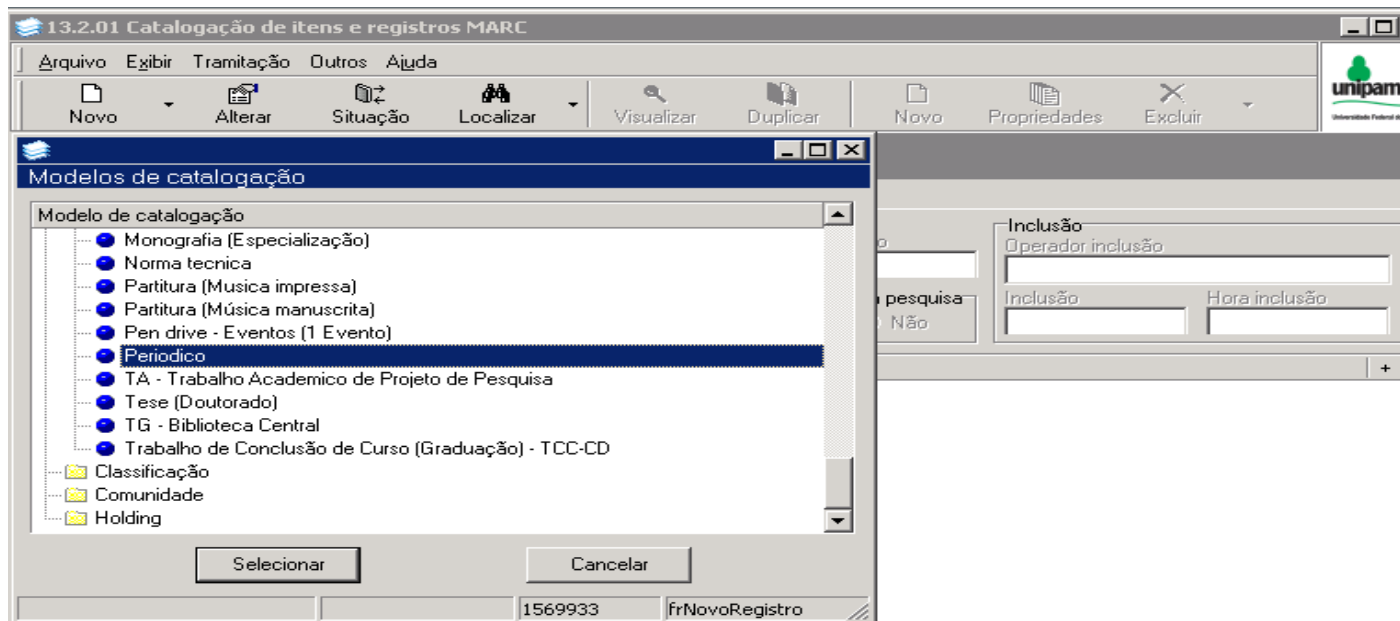 13.2.01 Catalogação de itens e registros MARC
Arquivo Exibir Tramitação Outros Ajuda
unipam
Novo Alterar Situação Localizar Visualizar Duplicar Novo Propriedades Excluir
Modelos de catalogação
Modelo de catalogação
Monografia (Especialização)
Norma tecnica
Partitura (Musica impressa)
Partitura (Música manuscrita)
Pen drive - Eventos (1 Evento)
Periodico
TA - Trabalho Academico de Projeto de Pesquisa
Tese (Doutorado)
TG - Biblioteca Central
Trabalho de Conclusão de Curso (Graduação) - TCC-CD
Classificação
Comunidade
Holding
Selecionar Cancelar
1569933 frNovoRegistro
Inclusão
Operador inclusão
pesquisa Inclusão Hora inclusão
Não
+